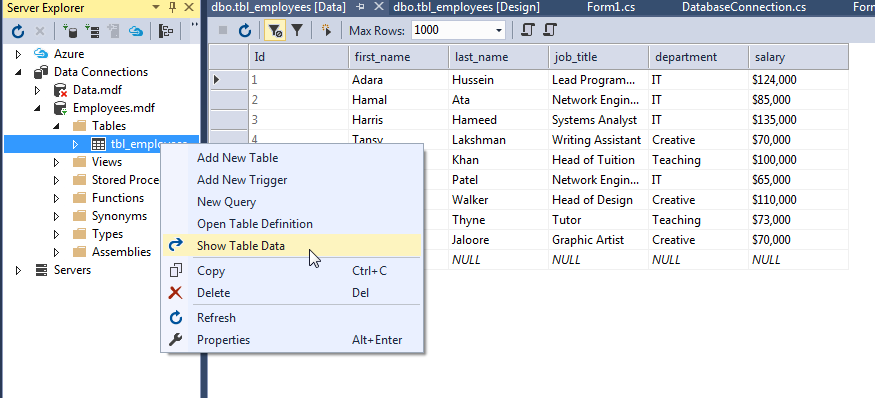 Server Explorer
Azure
Data Connections
Data.mdf
Employees.mdf
Tables
tbl_employees
Views
Stored Proce
Functions
Synonyms
Types
Assemblies
Servers
dbo.tbl_employees [Data] dbo.tbl_employees [Design] Form1.cs DatabaseConnection.cs Forn
Max Rows: 1000
Id first_name last_name job_title department salary
1 Adara Hussein Lead Program... IT $124,000
2 Hamal Ata Network Engin... IT $85,000
3 Harris Hameed Systems Analyst IT $135,000
4 Tansy Lakshman Writing Assistant Creative $70,000
Khan Head of Tuition Teaching $100,000
Patel Network Engin... IT $65,000
Walker Head of Design Creative $110,000
Thyne Tutor Teaching $73,000
Jaloore Graphic Artist Creative $70,000
NULL NULL NULL NULL
Add New Table
Add New Trigger
New Query
Open Table Definition
Show Table Data
Copy Ctrl+C
Delete Del
Refresh
Properties Alt+Enter